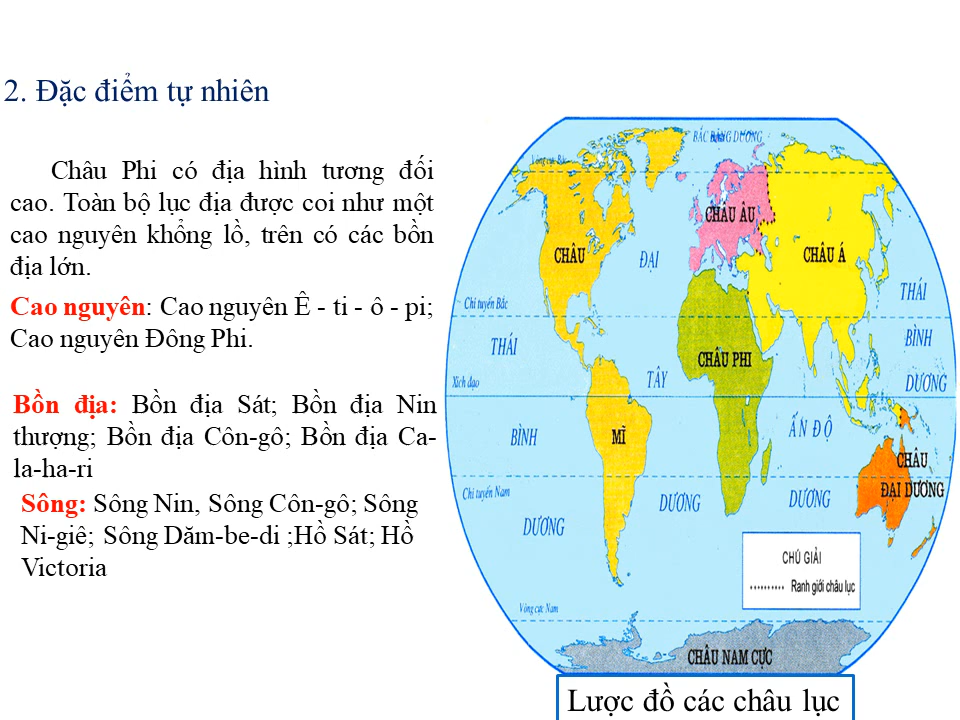 2. Đặc điểm tự nhiên
Châu Phi có địa hình tương đối
cao. Toàn bộ lục địa được coi như một
cao nguyên khổng lồ, trên có các bồn
địa lớn.
Cao nguyên: Cao nguyên Ê - ti - ô - pi;
Cao nguyên Đông Phi.
Bồn địa: Bồn địa Sát; Bồn địa Nin
thượng; Bồn địa Côn-gô; Bồn địa Ca-
la-ha-ri
Sông: Sông Nin, Sông Côn-gô; Sông
Ni-giê; Sông Dăm-be-di ;Hồ Sát; Hồ
Victoria
BẮC BĂNG DƯƠNG
CHÂU ÂU
CHÂU
ĐẠI
CHÂU Á
THÁI
Chí tuyến Bắc
BÌNH
THÁI
CHÂU PHI
TÂY
DƯƠNG
Xích đạo
ẤN ĐỘ
BÌNH
MĨ
CHÂU
ĐẠI DƯƠNG
Chí tuyến Nam
DƯƠNG
DƯƠNG
DƯƠNG
CHÚ GIẢI
Ranh giới châu lục
Vòng cực Nam
CHÂU NAM CỰC
Lược đồ các châu lục